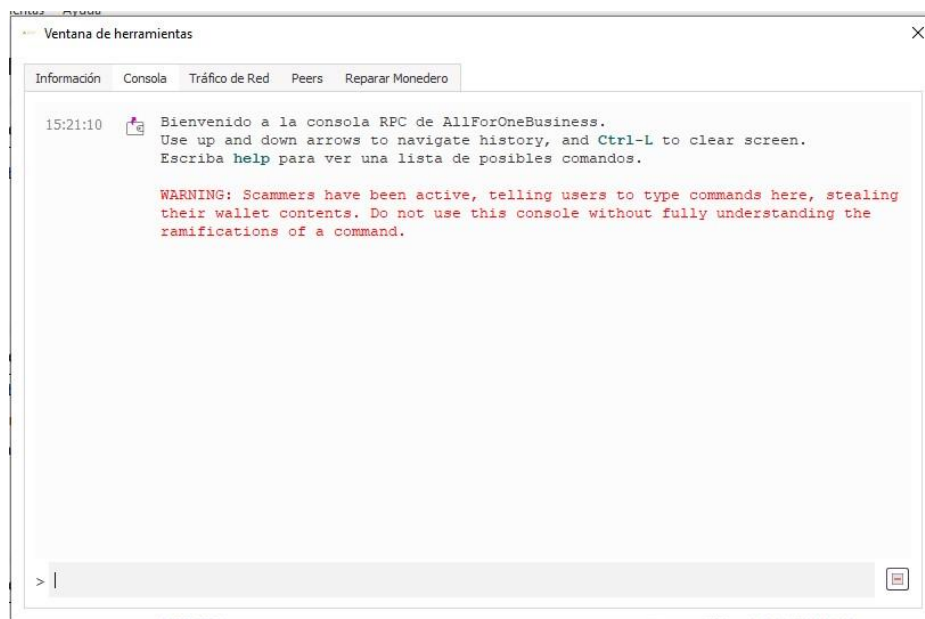 Ventana de herramientas
Información Consola Tráfico de Red Peers Reparar Monedero
15:21:10 Bienvenido a la consola RPC de AllForOneBusiness.
Use up and down arrows to navigate history, and Ctrl-L to clear screen.
Escriba help para ver una lista de posibles comandos.
WARNING: Scammers have been active, telling users to type commands here, stealing
their wallet contents. Do not use this console without fully understanding the
ramifications of a command.
>